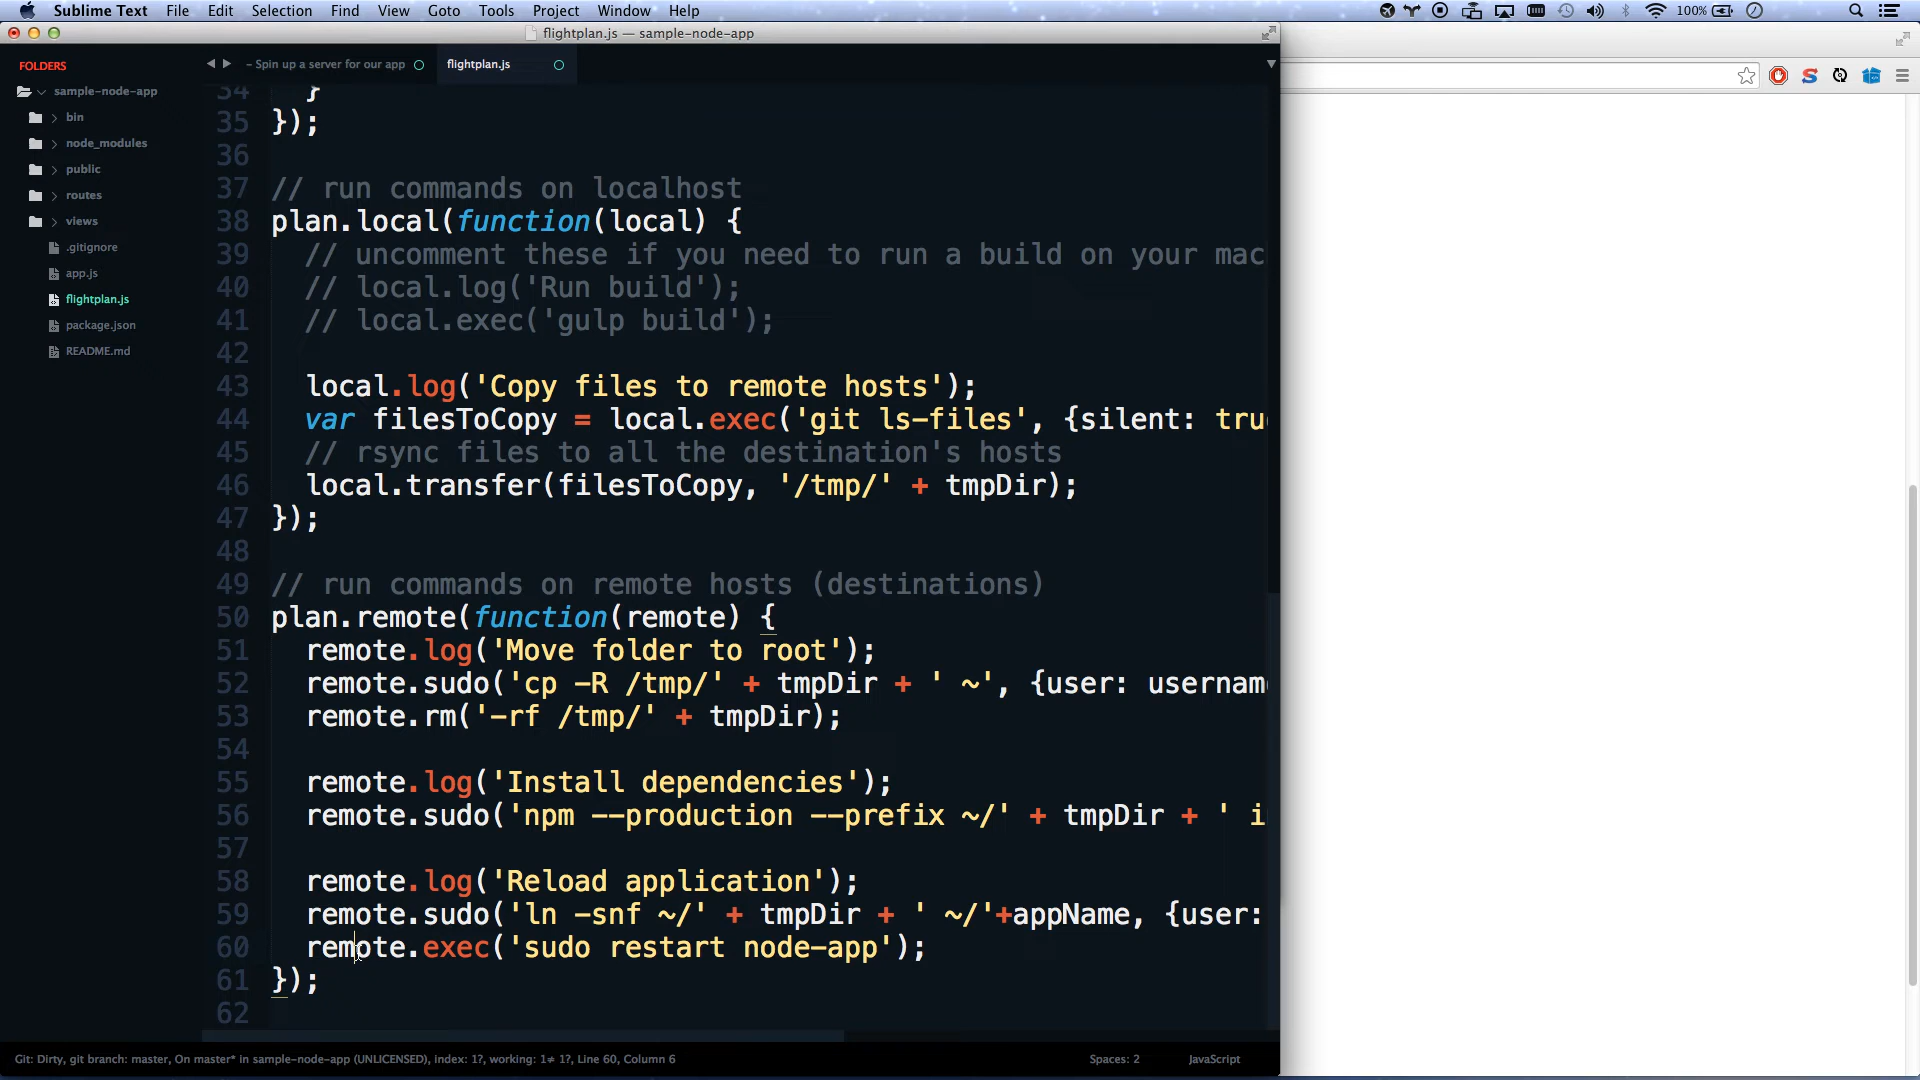 Sublime Text File Edit Selection Find View Goto Tools Project Window Help 100%
flightplan.js — sample-node-app
FOLDERS
sample-node-app
bin
node_modules
public
routes
views
.gitignore
app.js
flightplan.js
package.json
README.md
– Spin up a server for our app flightplan.js
34 }
35 });
36
37 // run commands on localhost
38 plan.local(function(local) {
39 // uncomment these if you need to run a build on your mac
40 // local.log('Run build');
41 // local.exec('gulp build');
42
43 local.log('Copy files to remote hosts');
44 var filesToCopy = local.exec('git ls-files', {silent: tru
45 // rsync files to all the destination's hosts
46 local.transfer(filesToCopy, '/tmp/' + tmpDir);
47 });
48
49 // run commands on remote hosts (destinations)
50 plan.remote(function(remote) {
51 remote.log('Move folder to root');
52 remote.sudo('cp -R /tmp/' + tmpDir + ' ~', {user: usernam
53 remote.rm('-rf /tmp/' + tmpDir);
54
55 remote.log('Install dependencies');
56 remote.sudo('npm --production --prefix ~/' + tmpDir + ' i
57
58 remote.log('Reload application');
59 remote.sudo('ln -snf ~/' + tmpDir + ' ~/'+appName, {user:
60 remote.exec('sudo restart node-app');
61 });
62
Git: Dirty, git branch: master, On master* in sample-node-app (UNLICENSED), index: 1?, working: 1≠ 1?, Line 60, Column 6 Spaces: 2 JavaScript